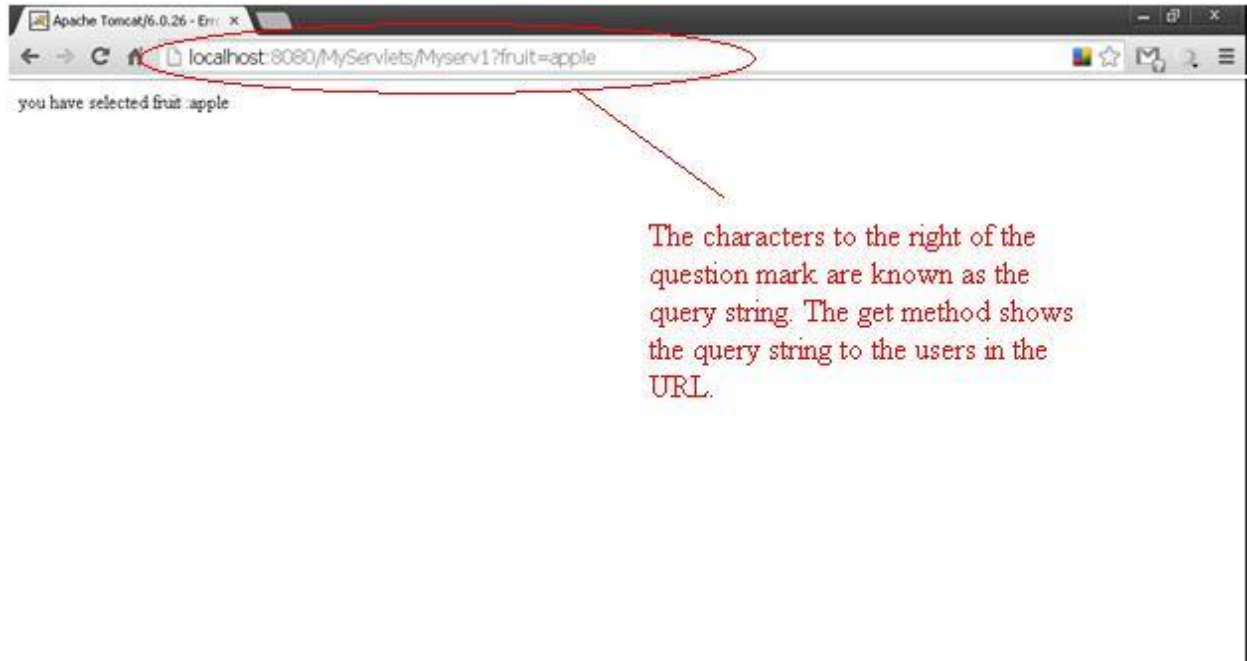 Apache Tomcat/6.0.26 - Erro
localhost:8080/MyServlets/Myserv1?fruit=apple
you have selected fruit :apple
The characters to the right of the
question mark are known as the
query string. The get method shows
the query string to the users in the
URL.